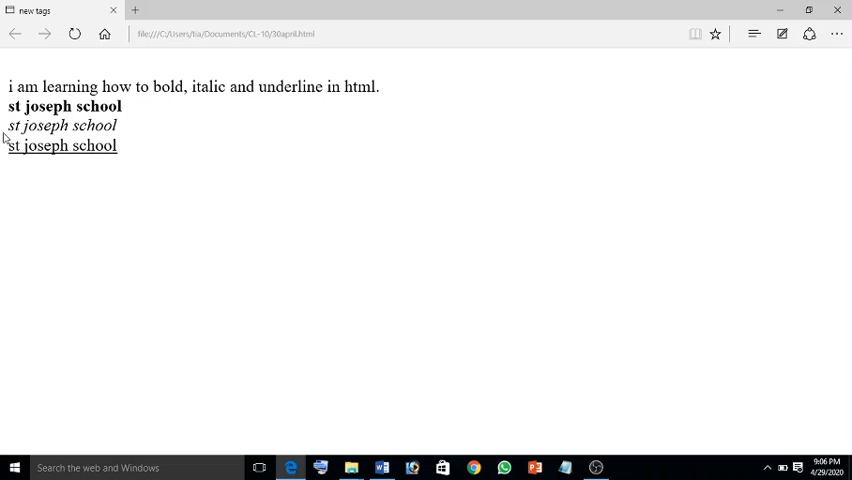 new tags
file:///C:/Users/tia/Documents/CL-10/30april.html
i am learning how to bold, italic and underline in html.
st joseph school
st joseph school
st joseph school
Search the web and Windows
9:06 PM
4/29/2020